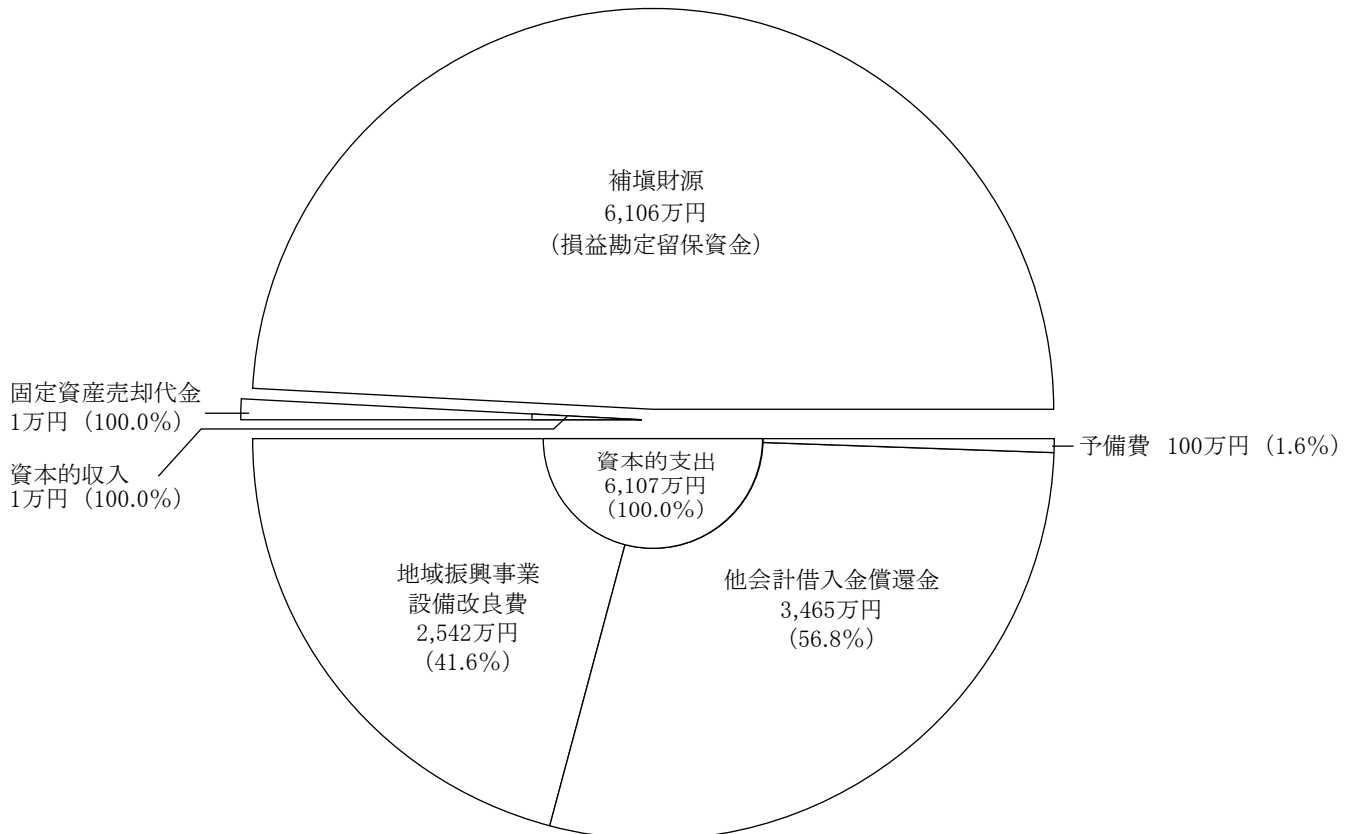 補塡財源
6,106万円
（損益勘定留保資金）
固定資産売却代金
1万円（100.0%）
資本的収入
1万円（100.0%）
資本的支出
6,107万円
（100.0%）
予備費 100万円（1.6%）
地域振興事業
設備改良費
2,542万円
（41.6%）
他会計借入金償還金
3,465万円
（56.8%）